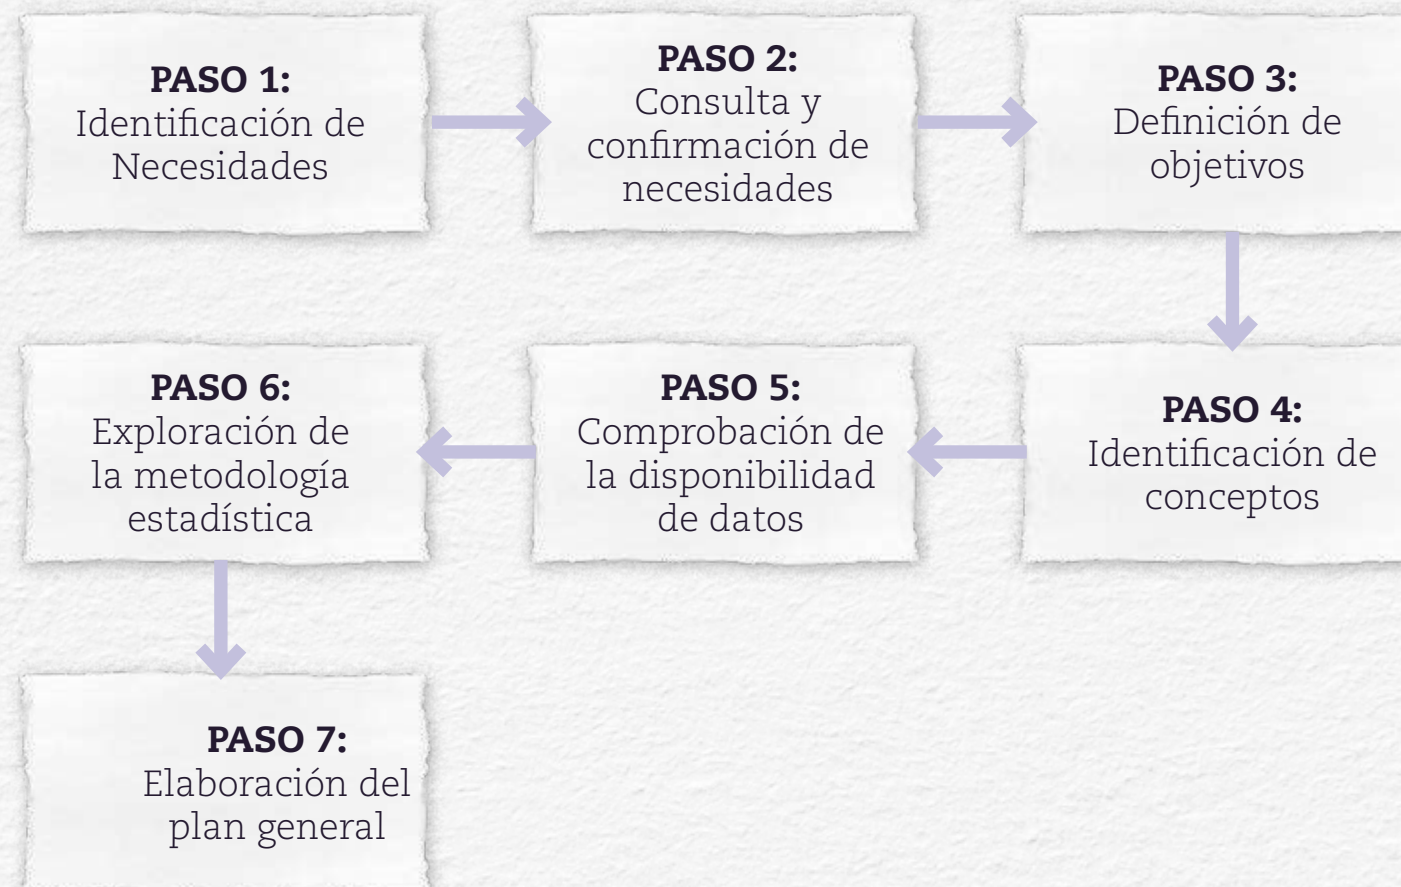 PASO 1:
Identificación de
Necesidades
PASO 2:
Consulta y
confirmación de
necesidades
PASO 3:
Definición de
objetivos
PASO 4:
Identificación de
conceptos
PASO 5:
Comprobación de
la disponibilidad
de datos
PASO 6:
Exploración de
la metodología
estadística
PASO 7:
Elaboración del
plan general